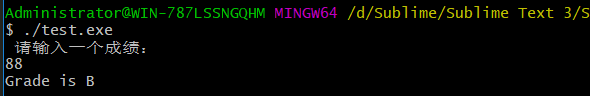 Administrator@WIN-787LSSNGQHM MINGW64 /d/Sublime/Sublime Text 3/S
$ ./test.exe
请输入一个成绩：
88
Grade is B